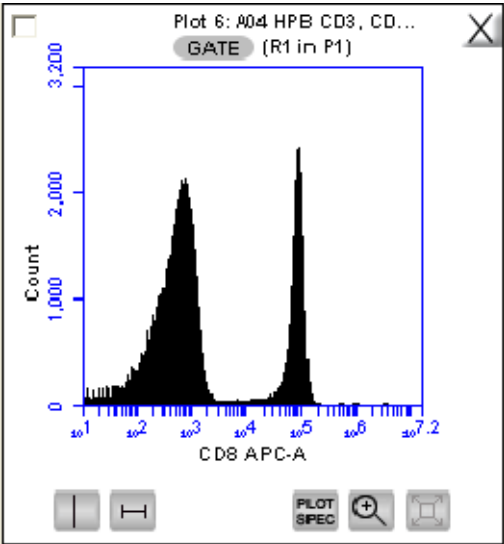 Plot 6: A04 HPB CD3, CD...
GATE (R1 in P1)
3,200
2,000
1,000
0
Count
10^1 10^2 10^3 10^4 10^5 10^6 10^7.2
CD8 APC-A
PLOT
SPEC